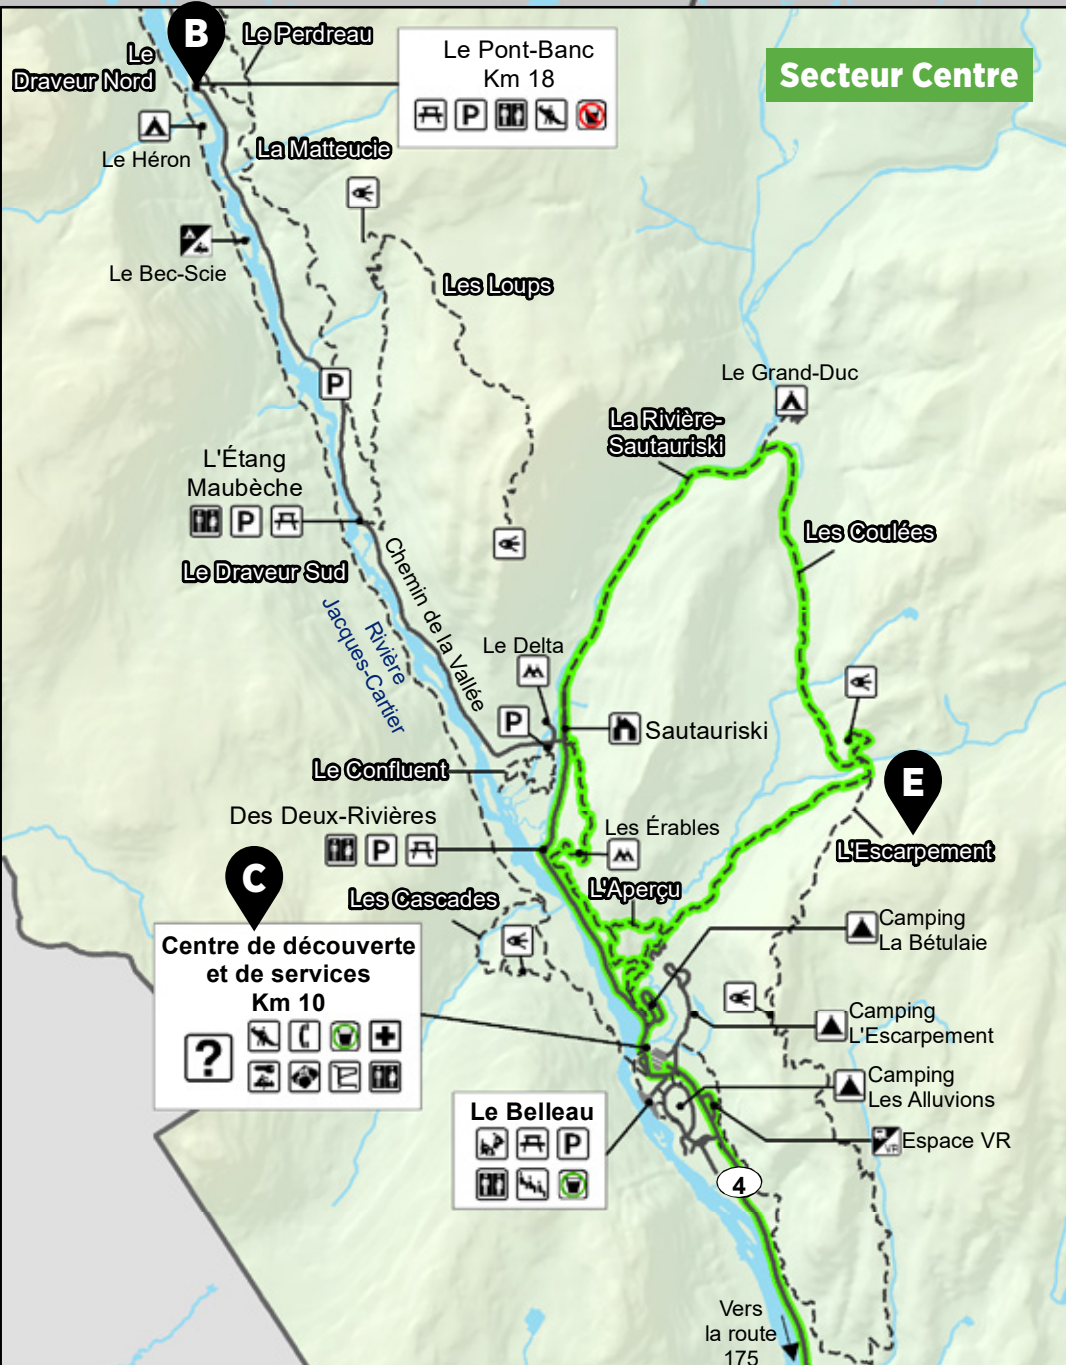 B
Le Perdreau
Le
Draveur Nord
Le Pont-Banc
Km 18
P
Secteur Centre
Le Héron
La Matteucie
Le Bec-Scie
Les Loups
P
Le Grand-Duc
La Rivière-
Sautauriski
L'Étang
Maubèche
P
Les Coulées
Le Draveur Sud
Chemin de la Vallée
Rivière
Jacques-Cartier
Le Delta
P
Sautauriski
Le Confluent
E
Des Deux-Rivières
P
Les Érables
L'Escarpement
C
Les Cascades
L'Aperçu
Camping
La Bétulaie
Centre de découverte
et de services
Km 10
?
Camping
L'Escarpement
Camping
Les Alluvions
Le Belleau
P
VR
Espace VR
4
Vers
la route
175